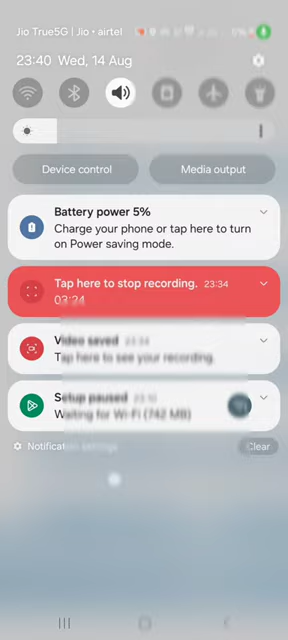 Jio True5G | Jio • airtel
23:40 Wed, 14 Aug
Device control
Media output
Battery power 5%
Charge your phone or tap here to turn
on Power saving mode.
Tap here to stop recording. 23:34
03:24
Video saved 23:34
Tap here to see your recording.
Setup paused
Waiting for Wi-Fi (742 MB)
Notification settings
Clear